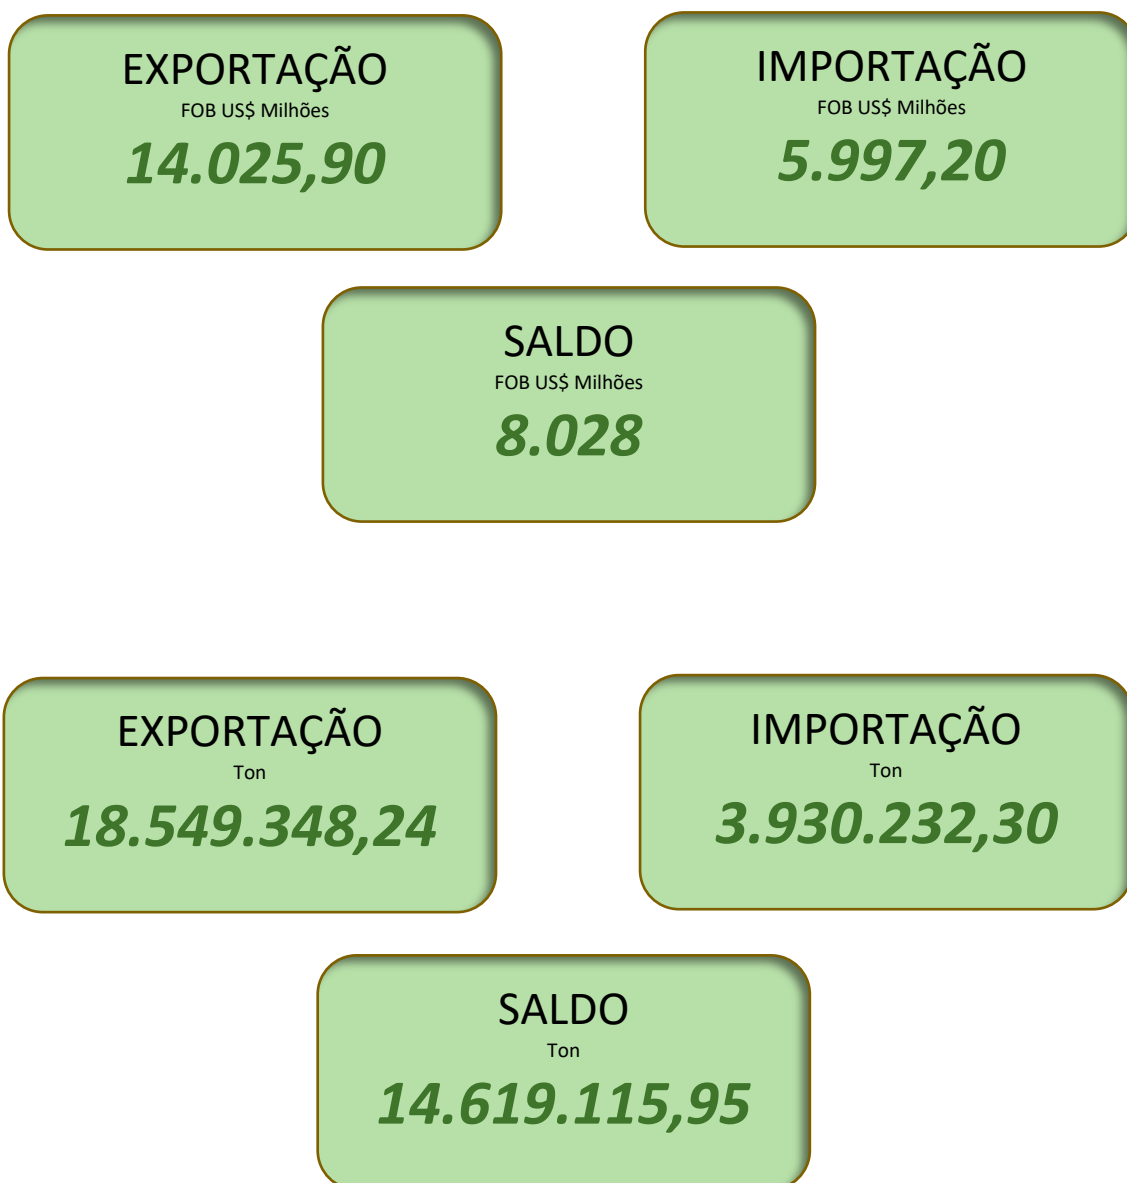 EXPORTAÇÃO
FOB US$ Milhões
14.025,90
IMPORTAÇÃO
FOB US$ Milhões
5.997,20
SALDO
FOB US$ Milhões
8.028
EXPORTAÇÃO
Ton
18.549.348,24
IMPORTAÇÃO
Ton
3.930.232,30
SALDO
Ton
14.619.115,95